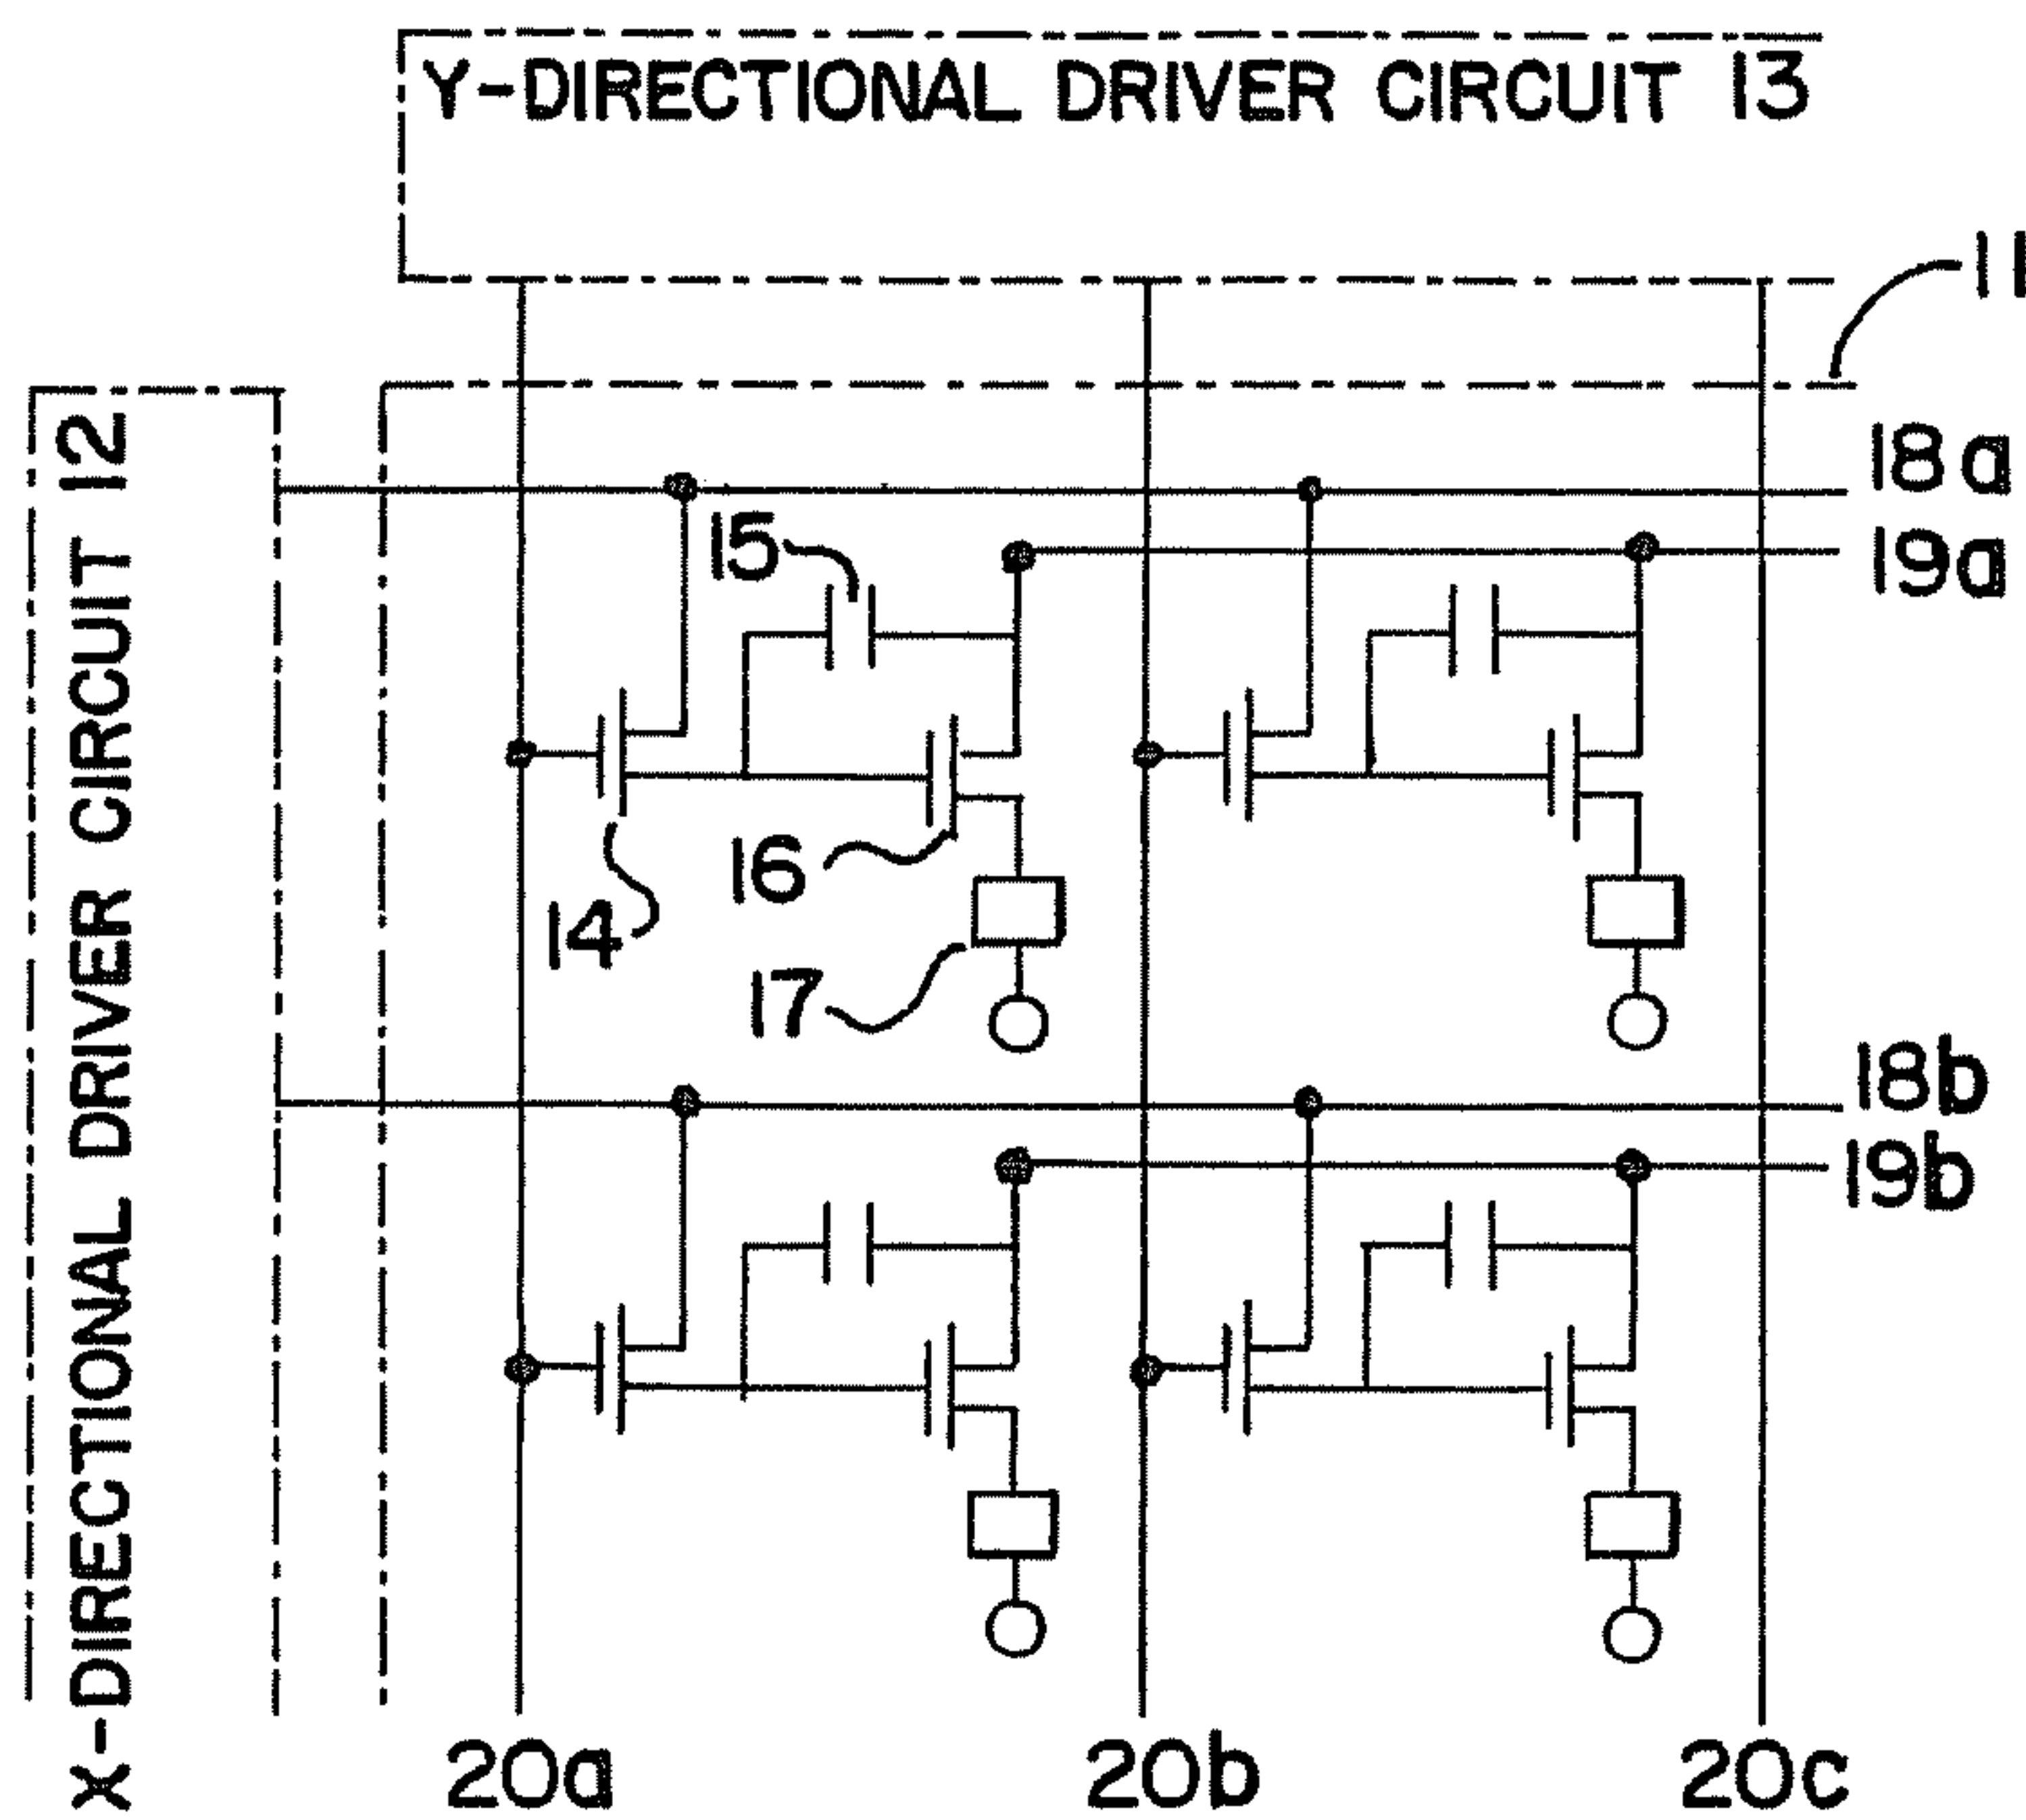 Y-DIRECTIONAL DRIVER CIRCUIT 13
11
X-DIRECTIONAL DRIVER CIRCUIT 12
18a
19a
15
16
14
17
18b
19b
20a
20b
20c